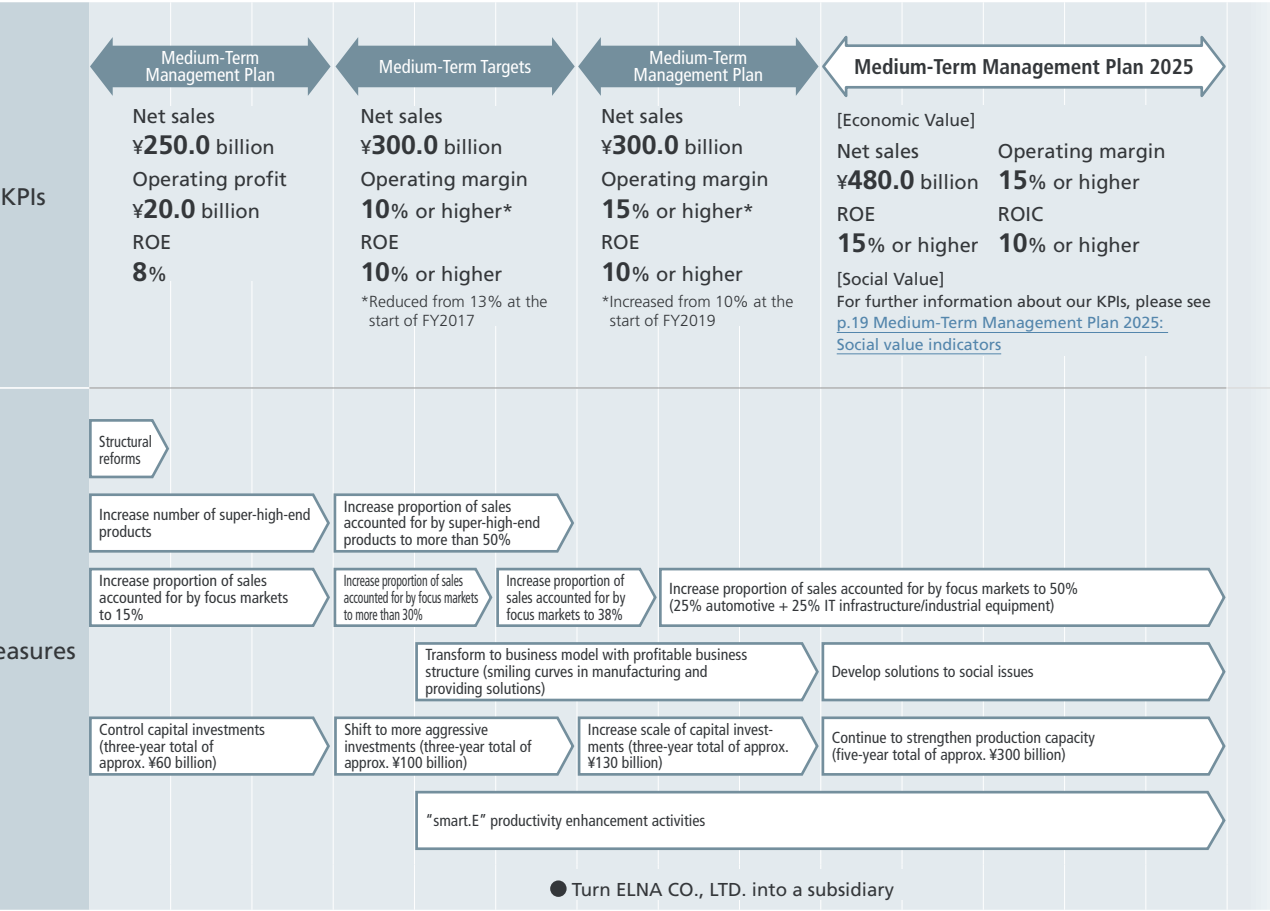 KPIs
Medium-Term
Management Plan
Net sales
¥250.0 billion
Operating profit
¥20.0 billion
ROE
8%
Medium-Term Targets
Net sales
¥300.0 billion
Operating margin
10% or higher*
ROE
10% or higher
*Reduced from 13% at the
start of FY2017
Medium-Term
Management Plan
Net sales
¥300.0 billion
Operating margin
15% or higher*
ROE
10% or higher
*Increased from 10% at the
start of FY2019
Medium-Term Management Plan 2025
[Economic Value]
Net sales
¥480.0 billion
Operating margin
15% or higher
ROE
15% or higher
ROIC
10% or higher
[Social Value]
For further information about our KPIs, please see
p.19 Medium-Term Management Plan 2025:
Social value indicators
easures
Structural
reforms
Increase number of super-high-end
products
Increase proportion of sales
accounted for by super-high-end
products to more than 50%
Increase proportion of sales
accounted for by focus markets
to 15%
Increase proportion of sales
accounted for by focus markets
to more than 30%
Increase proportion of
sales accounted for by
focus markets to 38%
Increase proportion of sales accounted for by focus markets to 50%
(25% automotive + 25% IT infrastructure/industrial equipment)
Transform to business model with profitable business
structure (smiling curves in manufacturing and
providing solutions)
Develop solutions to social issues
Control capital investments
(three-year total of
approx. ¥60 billion)
Shift to more aggressive
investments (three-year total of
approx. ¥100 billion)
Increase scale of capital invest-
ments (three-year total of approx.
¥130 billion)
Continue to strengthen production capacity
(five-year total of approx. ¥300 billion)
"smart.E" productivity enhancement activities
● Turn ELNA CO., LTD. into a subsidiary